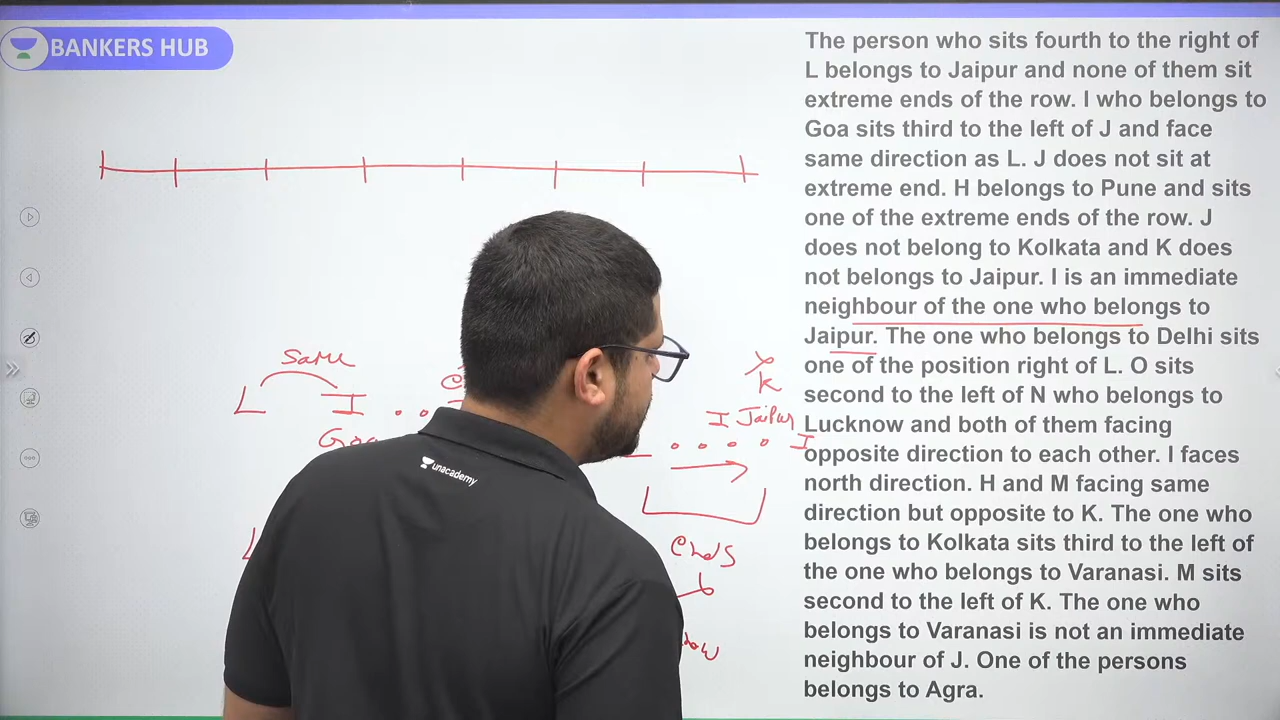 BANKERS HUB
The person who sits fourth to the right of
L belongs to Jaipur and none of them sit
extreme ends of the row. I who belongs to
Goa sits third to the left of J and face
same direction as L. J does not sit at
extreme end. H belongs to Pune and sits
one of the extreme ends of the row. J
does not belong to Kolkata and K does
not belongs to Jaipur. I is an immediate
neighbour of the one who belongs to
Jaipur. The one who belongs to Delhi sits
one of the position right of L. O sits
second to the left of N who belongs to
Lucknow and both of them facing
opposite direction to each other. I faces
north direction. H and M facing same
direction but opposite to K. The one who
belongs to Kolkata sits third to the left of
the one who belongs to Varanasi. M sits
second to the left of K. The one who
belongs to Varanasi is not an immediate
neighbour of J. One of the persons
belongs to Agra.
Same
L I
Goa
K
I Jaipur I
Ends
unacademy